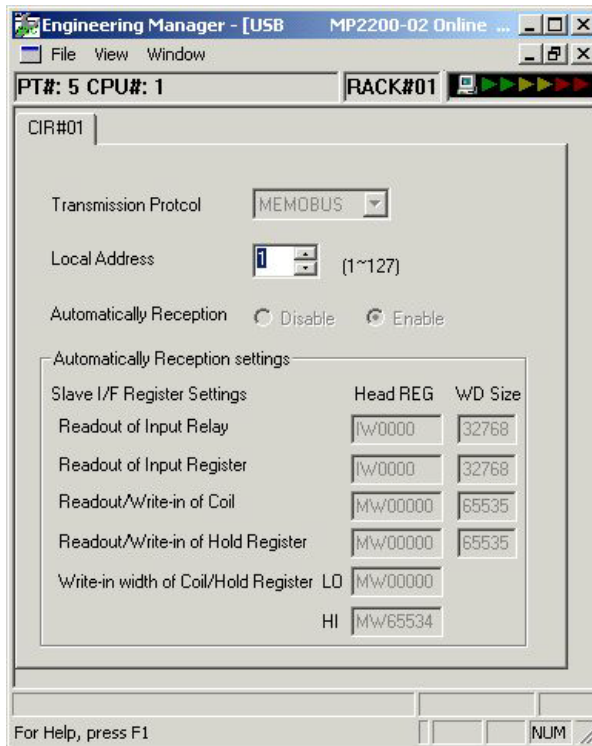 Engineering Manager - [USB MP2200-02 Online ...
File View Window
PT#: 5 CPU#: 1 RACK#01
CIR#01
Transmission Protcol MEMOBUS
Local Address 1 (1~127)
Automatically Reception Disable Enable
Automatically Reception settings
Slave I/F Register Settings Head REG WD Size
Readout of Input Relay IW0000 32768
Readout of Input Register IW0000 32768
Readout/Write-in of Coil MW00000 65535
Readout/Write-in of Hold Register MW00000 65535
Write-in width of Coil/Hold Register LO MW00000
HI MW65534
For Help, press F1 NUM